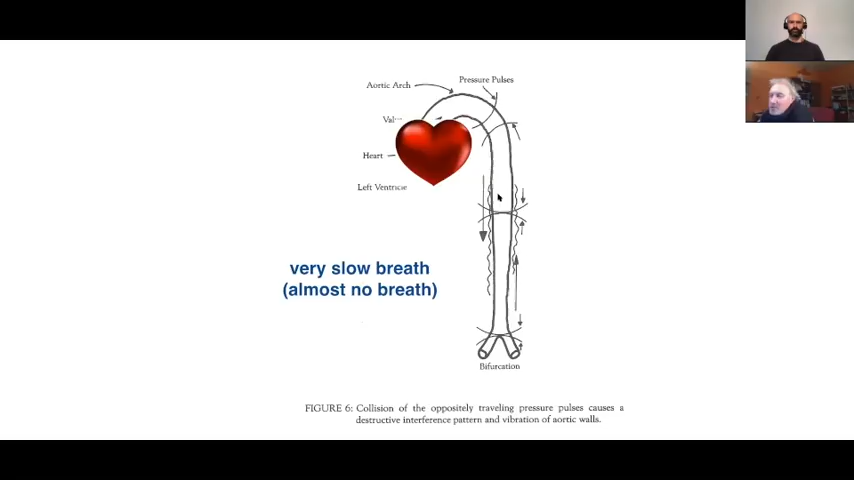 Pressure Pulses
Aortic Arch
Heart
Left Ventricle
very slow breath
(almost no breath)
Bifurcation
FIGURE 6: Collision of the oppositely traveling pressure pulses causes a
destructive interference pattern and vibration of aortic walls.